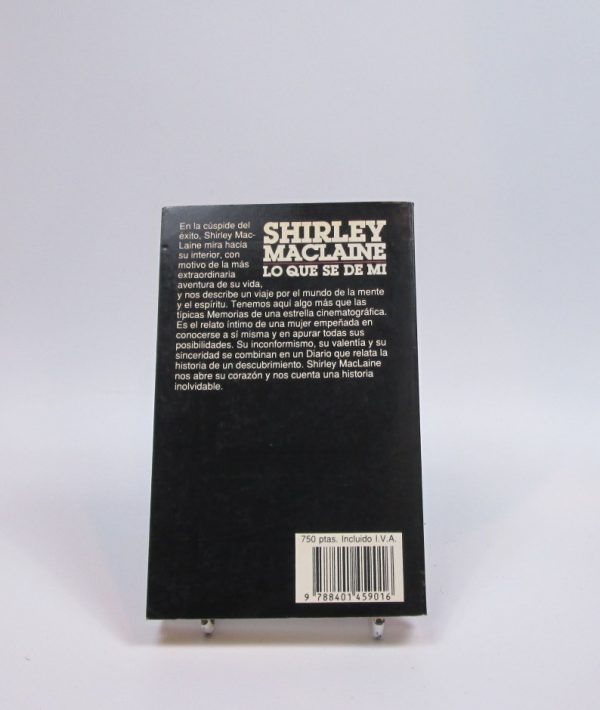 SHIRLEY
MACLAINE
LO QUE SE DE MI
En la cúspide del
éxito, Shirley Mac-
Laine mira hacia
su interior, con
motivo de la más
extraordinaria
aventura de su vida,
y nos describe un viaje por el mundo de la mente
y el espíritu. Tenemos aquí algo más que las
típicas Memorias de una estrella cinematográfica.
Es el relato íntimo de una mujer empeñada en
conocerse a sí misma y en apurar todas sus
posibilidades. Su inconformismo, su valentía y su
sinceridad se combinan en un Diario que relata la
historia de un descubrimiento. Shirley MacLaine
nos abre su corazón y nos cuenta una historia
inolvidable.
750 ptas. Incluido I.V.A.
9 788401 459016